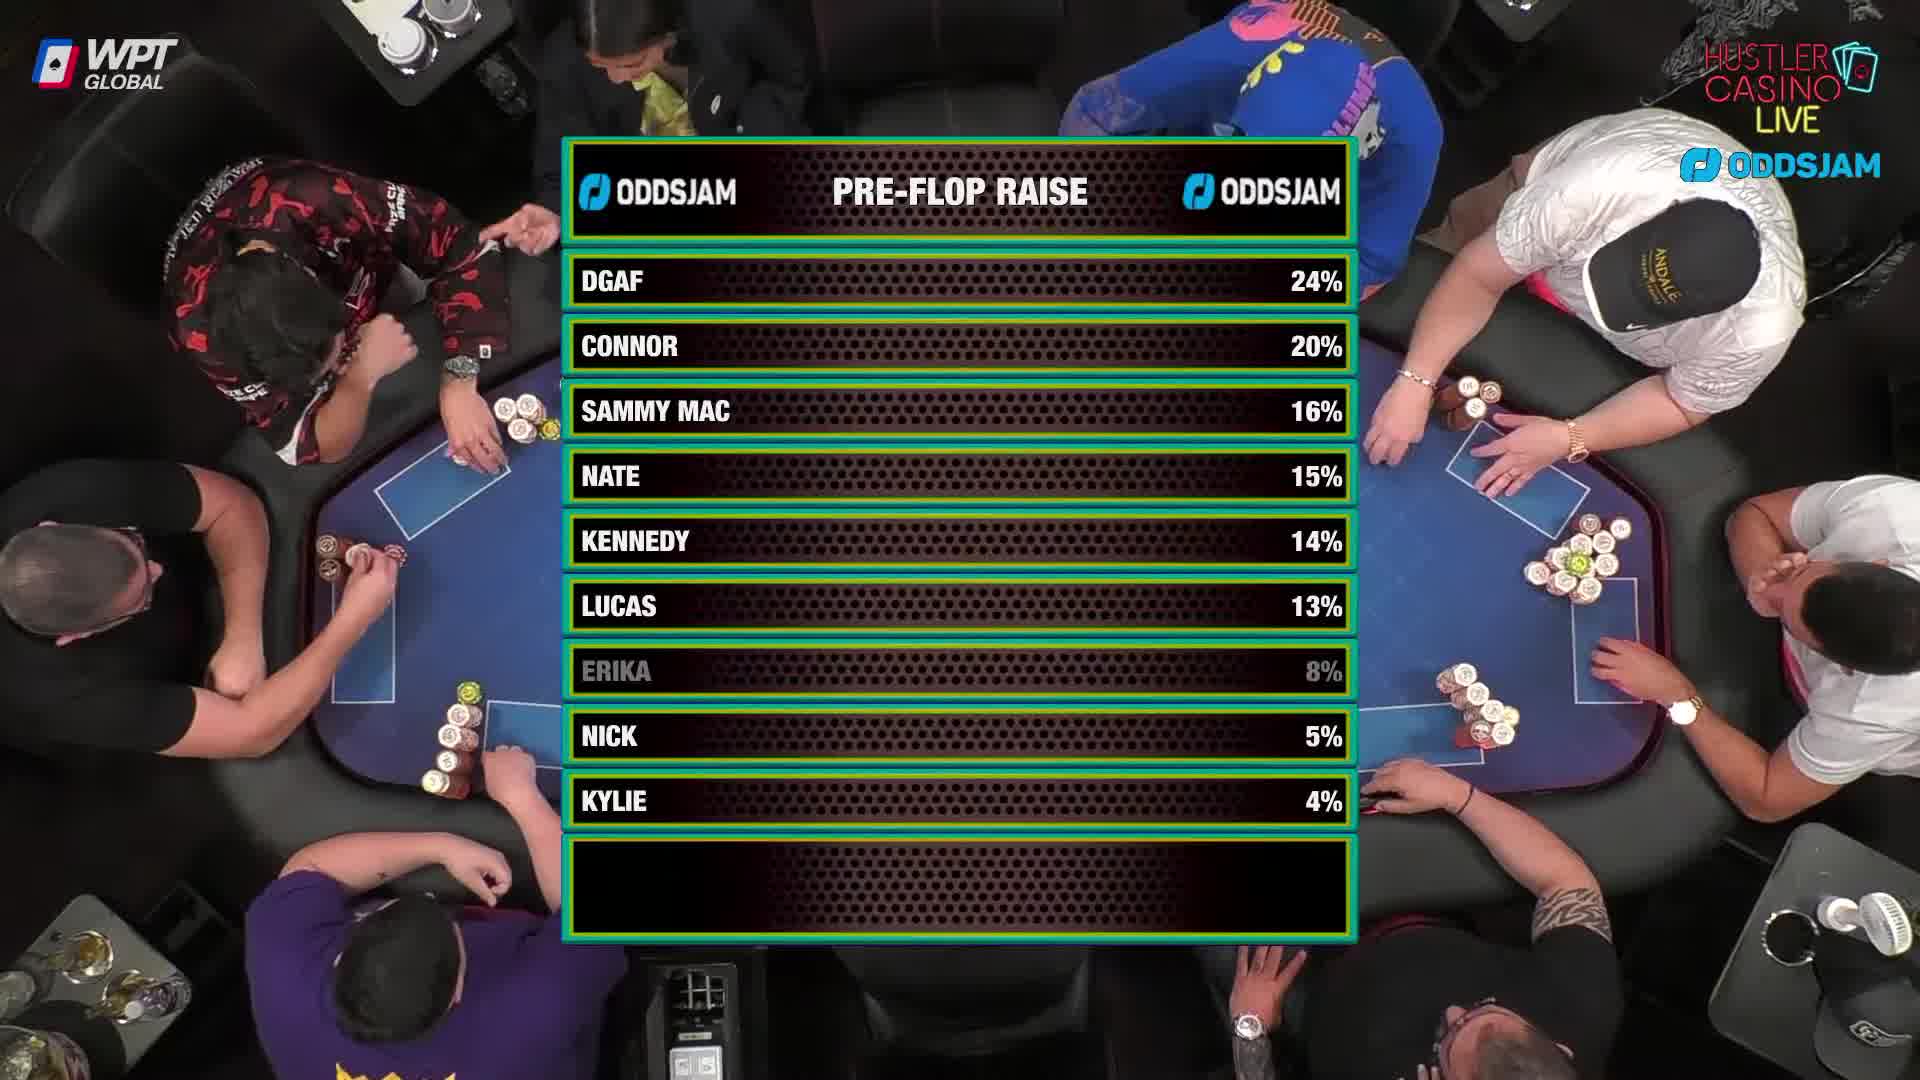 WPT
GLOBAL
HUSTLER
CASINO
LIVE
ODDSJAM
ODDSJAM
PRE-FLOP RAISE
ODDSJAM
DGAF 24%
CONNOR 20%
SAMMY MAC 16%
NATE 15%
KENNEDY 14%
LUCAS 13%
ERIKA 8%
NICK 5%
KYLIE 4%
ANDALE